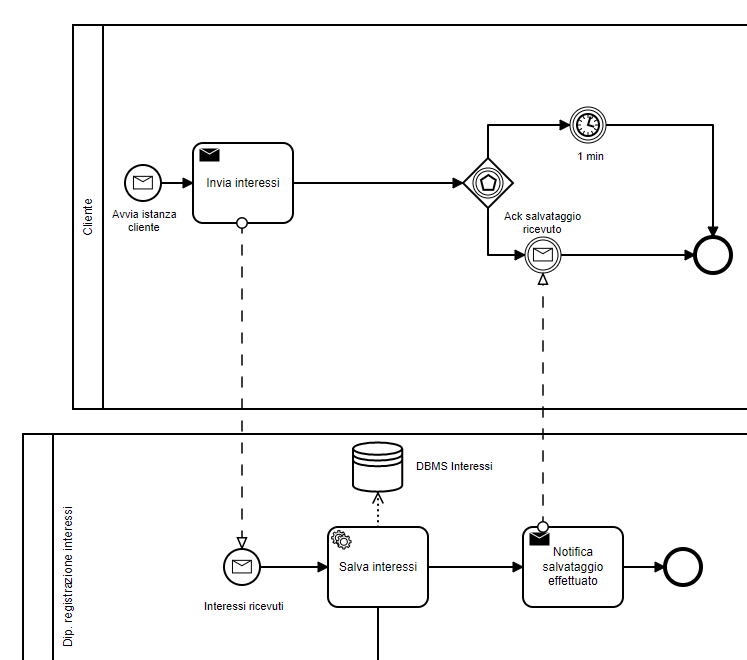 Cliente
Avvia istanza
cliente
Invia interessi
1 min
Ack salvataggio
ricevuto
Dip. registrazione interessi
DBMS Interessi
Interessi ricevuti
Salva interessi
Notifica
salvataggio
effettuato